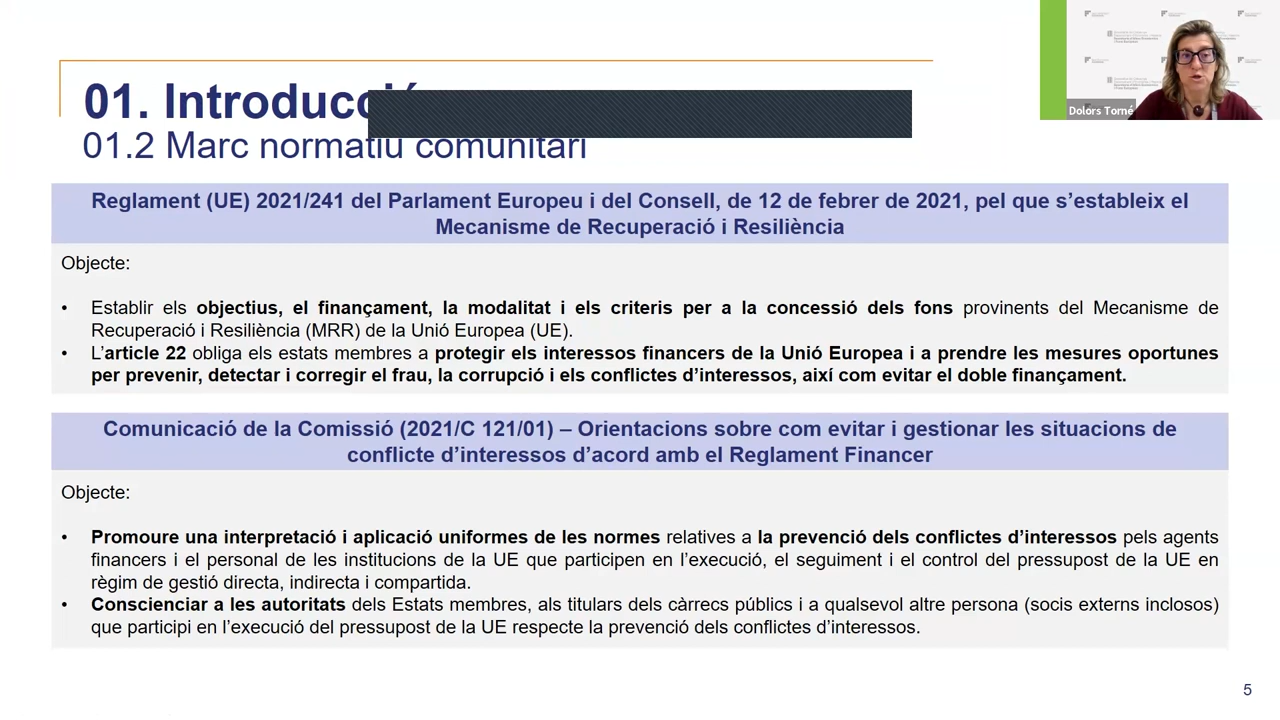 01. Introducció
01.2 Marc normatiu comunitari
Dolors Torné
Reglament (UE) 2021/241 del Parlament Europeu i del Consell, de 12 de febrer de 2021, pel que s’estableix el
Mecanisme de Recuperació i Resiliència
Objecte:
• Establir els objectius, el finançament, la modalitat i els criteris per a la concessió dels fons provinents del Mecanisme de
Recuperació i Resiliència (MRR) de la Unió Europea (UE).
• L’article 22 obliga els estats membres a protegir els interessos financers de la Unió Europea i a prendre les mesures oportunes
per prevenir, detectar i corregir el frau, la corrupció i els conflictes d’interessos, així com evitar el doble finançament.
Comunicació de la Comissió (2021/C 121/01) – Orientacions sobre com evitar i gestionar les situacions de
conflicte d’interessos d’acord amb el Reglament Financer
Objecte:
• Promoure una interpretació i aplicació uniformes de les normes relatives a la prevenció dels conflictes d’interessos pels agents
financers i el personal de les institucions de la UE que participen en l’execució, el seguiment i el control del pressupost de la UE en
règim de gestió directa, indirecta i compartida.
• Conscienciar a les autoritats dels Estats membres, als titulars dels càrrecs públics i a qualsevol altre persona (socis externs inclosos)
que participi en l’execució del pressupost de la UE respecte la prevenció dels conflictes d’interessos.
5